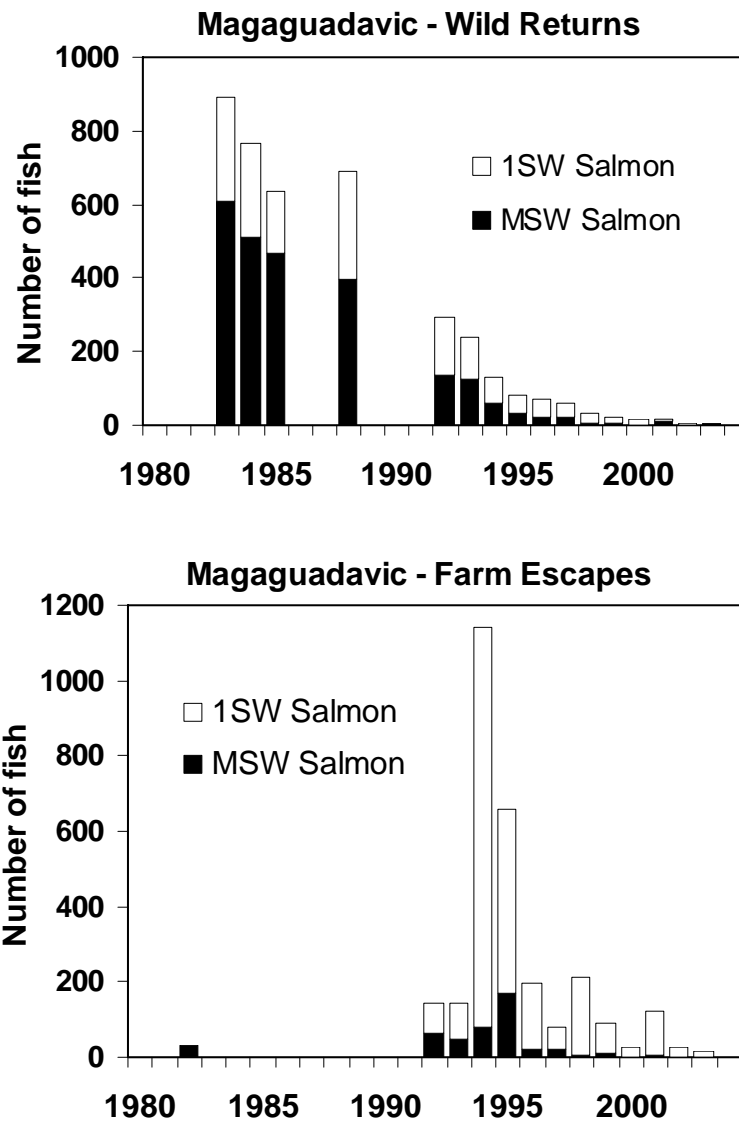 Magaguadavic - Wild Returns
1000
800
600
400
200
0
Number of fish
1SW Salmon
MSW Salmon
1980 1985 1990 1995 2000
Magaguadavic - Farm Escapes
1200
1000
800
600
400
200
0
Number of fish
1SW Salmon
MSW Salmon
1980 1985 1990 1995 2000